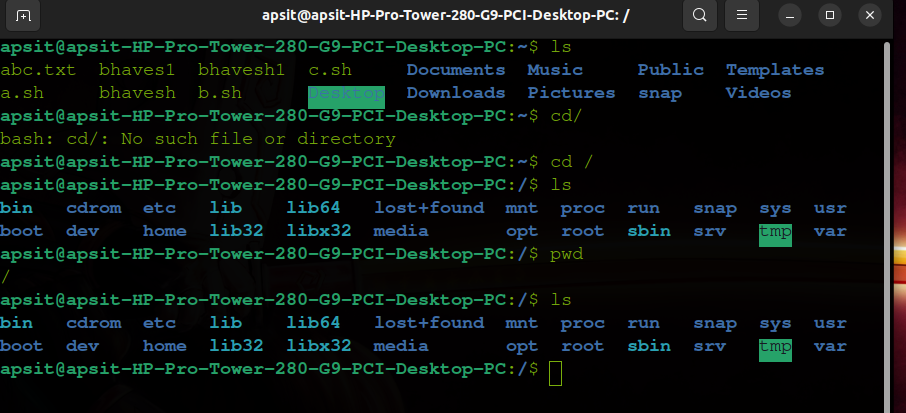 apsit@apsit-HP-Pro-Tower-280-G9-PCI-Desktop-PC: /
apsit@apsit-HP-Pro-Tower-280-G9-PCI-Desktop-PC:~$ ls
abc.txt bhaves1 bhavesh1 c.sh Documents Music Public Templates
a.sh bhavesh b.sh Desktop Downloads Pictures snap Videos
apsit@apsit-HP-Pro-Tower-280-G9-PCI-Desktop-PC:~$ cd/
bash: cd/: No such file or directory
apsit@apsit-HP-Pro-Tower-280-G9-PCI-Desktop-PC:~$ cd /
apsit@apsit-HP-Pro-Tower-280-G9-PCI-Desktop-PC:/$ ls
bin cdrom etc lib lib64 lost+found mnt proc run snap sys usr
boot dev home lib32 libx32 media opt root sbin srv tmp var
apsit@apsit-HP-Pro-Tower-280-G9-PCI-Desktop-PC:/$ pwd
/
apsit@apsit-HP-Pro-Tower-280-G9-PCI-Desktop-PC:/$ ls
bin cdrom etc lib lib64 lost+found mnt proc run snap sys usr
boot dev home lib32 libx32 media opt root sbin srv tmp var
apsit@apsit-HP-Pro-Tower-280-G9-PCI-Desktop-PC:/$